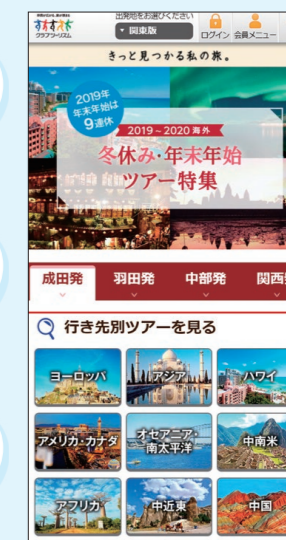 出発地をお選びください
関東版
ログイン
会員メニュー
クラブツーリズム
きっと見つかる私の旅。
2019年
年末年始は
9連休
2019~2020 海外
冬休み・年末年始
ツアー特集
成田発
羽田発
中部発
関西発
行き先別ツアーを見る
ヨーロッパ
アジア
ハワイ
アメリカ・カナダ
オセアニア・
南太平洋
中南米
アフリカ
中近東
中国